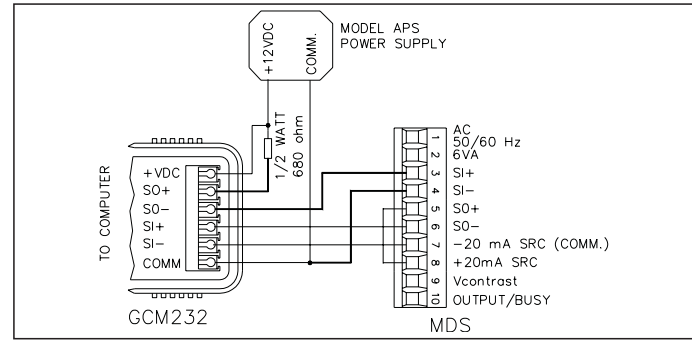 MODEL APS
POWER SUPPLY
+12VDC
COMM.
1/2 WATT
680 ohm
TO COMPUTER
+VDC
SO+
SO-
SI+
SI-
COMM
GCM232
1 AC
50/60 Hz
2 6VA
3 SI+
4 SI-
5 SO+
6 SO-
7 -20 mA SRC (COMM.)
8 +20mA SRC
9 Vcontrast
10 OUTPUT/BUSY
MDS